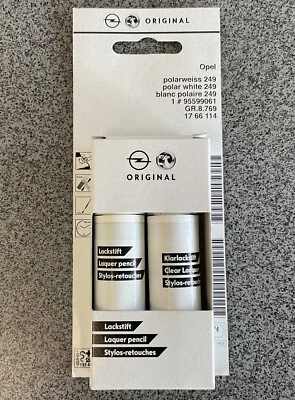 ORIGINAL
Opel
polarweiss 249
polar white 249
blanc polaire 249
1 # 95599061
GR.8.769
17 66 114
ORIGINAL
Lackstift
Laquer pencil
Stylos-retouches
Klarlackstift
Clear Laquer
Stylos-retouc
Lackstift
Laquer pencil
Stylos-retouches